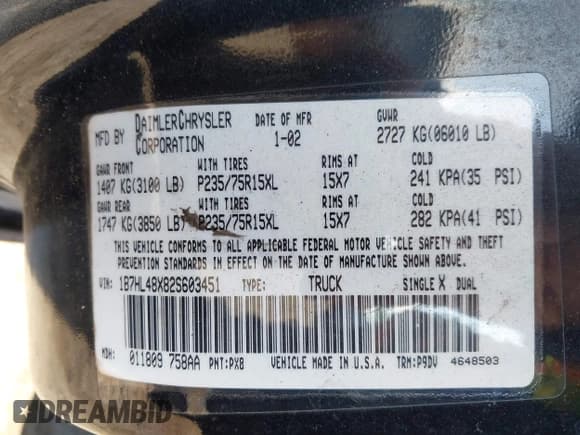 MFD BY DAIMLERCHRYSLER CORPORATION DATE OF MFR 1-02 GVWR 2727 KG(06010 LB)
GAWR FRONT WITH TIRES RIMS AT COLD
1407 KG(3100 LB) P235/75R15XL 15X7 241 KPA(35 PSI)
GAWR REAR WITH TIRES RIMS AT COLD
1747 KG(3850 LB) P235/75R15XL 15X7 282 KPA(41 PSI)
THIS VEHICLE CONFORMS TO ALL APPLICABLE FEDERAL MOTOR VEHICLE SAFETY AND THEFT
PREVENTION STANDARDS IN EFFECT ON THE DATE OF MANUFACTURE SHOWN ABOVE.
VIN: 1B7HL48X82S603451 TYPE: TRUCK SINGLE X DUAL
MDH: 011809 758AA PNT:PX8 VEHICLE MADE IN U.S.A. TRM:P9DV 4648503
DREAMBID